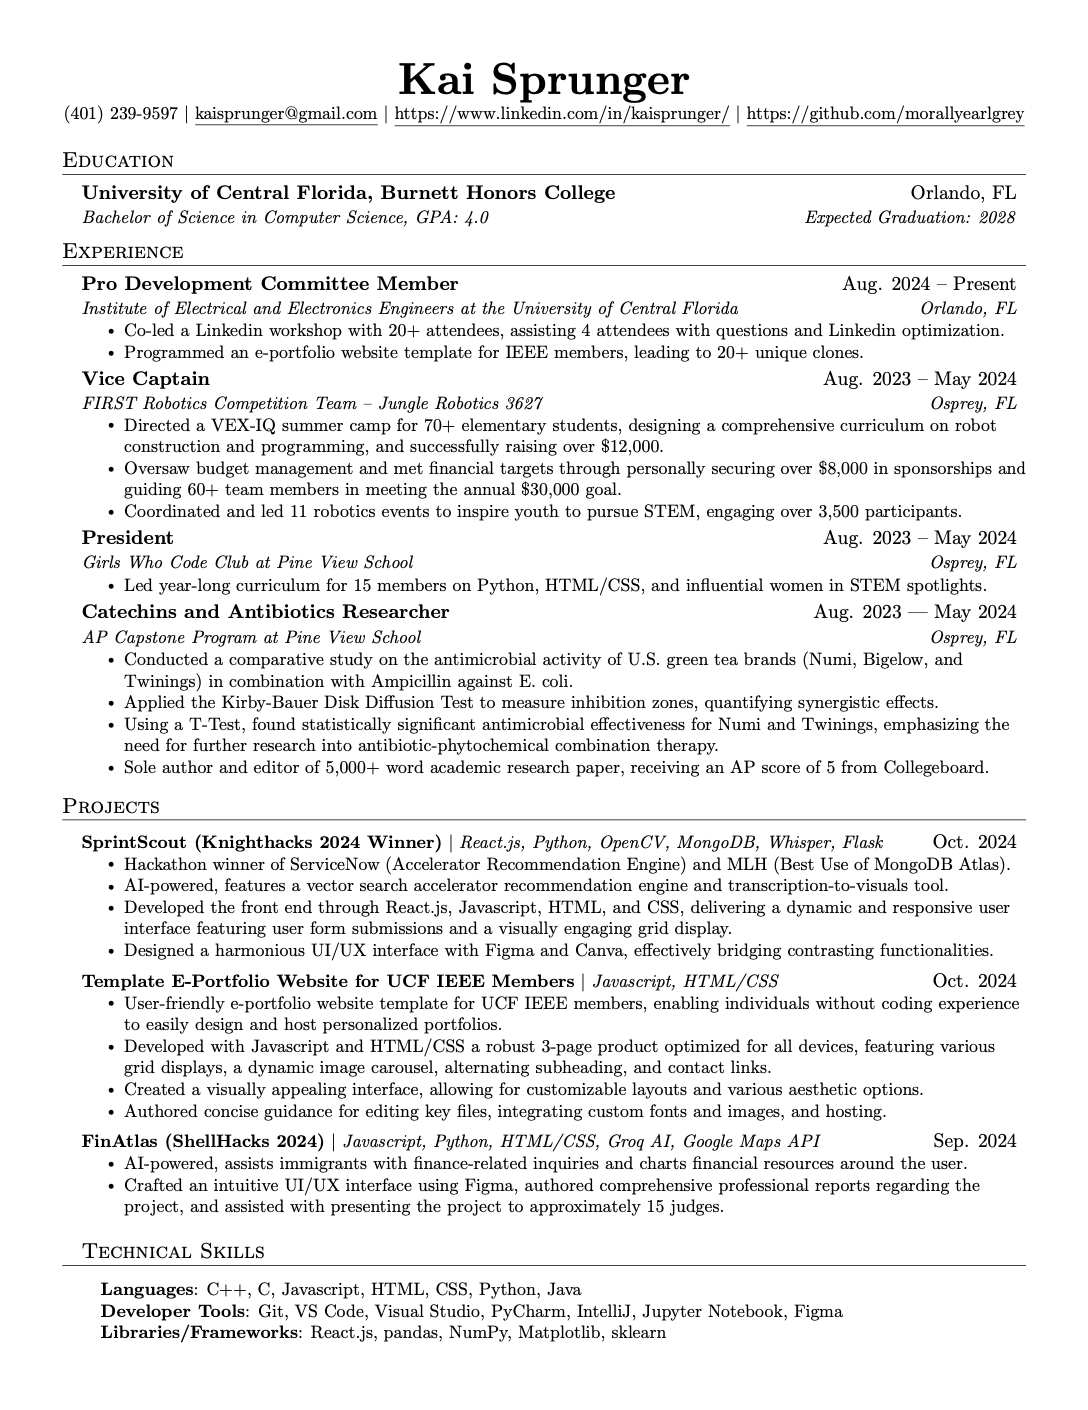 Kai Sprunger
(401) 239-9597 | kaisprunger@gmail.com | https://www.linkedin.com/in/kaisprunger/ | https://github.com/morallyearlgrey
Education
University of Central Florida, Burnett Honors College Orlando, FL
Bachelor of Science in Computer Science, GPA: 4.0 Expected Graduation: 2028
Experience
Pro Development Committee Member Aug. 2024 – Present
Institute of Electrical and Electronics Engineers at the University of Central Florida Orlando, FL
• Co-led a Linkedin workshop with 20+ attendees, assisting 4 attendees with questions and Linkedin optimization.
• Programmed an e-portfolio website template for IEEE members, leading to 20+ unique clones.
Vice Captain Aug. 2023 – May 2024
FIRST Robotics Competition Team – Jungle Robotics 3627 Osprey, FL
• Directed a VEX-IQ summer camp for 70+ elementary students, designing a comprehensive curriculum on robot
construction and programming, and successfully raising over $12,000.
• Oversaw budget management and met financial targets through personally securing over $8,000 in sponsorships and
guiding 60+ team members in meeting the annual $30,000 goal.
• Coordinated and led 11 robotics events to inspire youth to pursue STEM, engaging over 3,500 participants.
President Aug. 2023 – May 2024
Girls Who Code Club at Pine View School Osprey, FL
• Led year-long curriculum for 15 members on Python, HTML/CSS, and influential women in STEM spotlights.
Catechins and Antibiotics Researcher Aug. 2023 — May 2024
AP Capstone Program at Pine View School Osprey, FL
• Conducted a comparative study on the antimicrobial activity of U.S. green tea brands (Numi, Bigelow, and
Twinings) in combination with Ampicillin against E. coli.
• Applied the Kirby-Bauer Disk Diffusion Test to measure inhibition zones, quantifying synergistic effects.
• Using a T-Test, found statistically significant antimicrobial effectiveness for Numi and Twinings, emphasizing the
need for further research into antibiotic-phytochemical combination therapy.
• Sole author and editor of 5,000+ word academic research paper, receiving an AP score of 5 from Collegeboard.
Projects
SprintScout (Knighthacks 2024 Winner) | React.js, Python, OpenCV, MongoDB, Whisper, Flask Oct. 2024
• Hackathon winner of ServiceNow (Accelerator Recommendation Engine) and MLH (Best Use of MongoDB Atlas).
• AI-powered, features a vector search accelerator recommendation engine and transcription-to-visuals tool.
• Developed the front end through React.js, Javascript, HTML, and CSS, delivering a dynamic and responsive user
interface featuring user form submissions and a visually engaging grid display.
• Designed a harmonious UI/UX interface with Figma and Canva, effectively bridging contrasting functionalities.
Template E-Portfolio Website for UCF IEEE Members | Javascript, HTML/CSS Oct. 2024
• User-friendly e-portfolio website template for UCF IEEE members, enabling individuals without coding experience
to easily design and host personalized portfolios.
• Developed with Javascript and HTML/CSS a robust 3-page product optimized for all devices, featuring various
grid displays, a dynamic image carousel, alternating subheading, and contact links.
• Created a visually appealing interface, allowing for customizable layouts and various aesthetic options.
• Authored concise guidance for editing key files, integrating custom fonts and images, and hosting.
FinAtlas (ShellHacks 2024) | Javascript, Python, HTML/CSS, Groq AI, Google Maps API Sep. 2024
• AI-powered, assists immigrants with finance-related inquiries and charts financial resources around the user.
• Crafted an intuitive UI/UX interface using Figma, authored comprehensive professional reports regarding the
project, and assisted with presenting the project to approximately 15 judges.
Technical Skills
Languages: C++, C, Javascript, HTML, CSS, Python, Java
Developer Tools: Git, VS Code, Visual Studio, PyCharm, IntelliJ, Jupyter Notebook, Figma
Libraries/Frameworks: React.js, pandas, NumPy, Matplotlib, sklearn